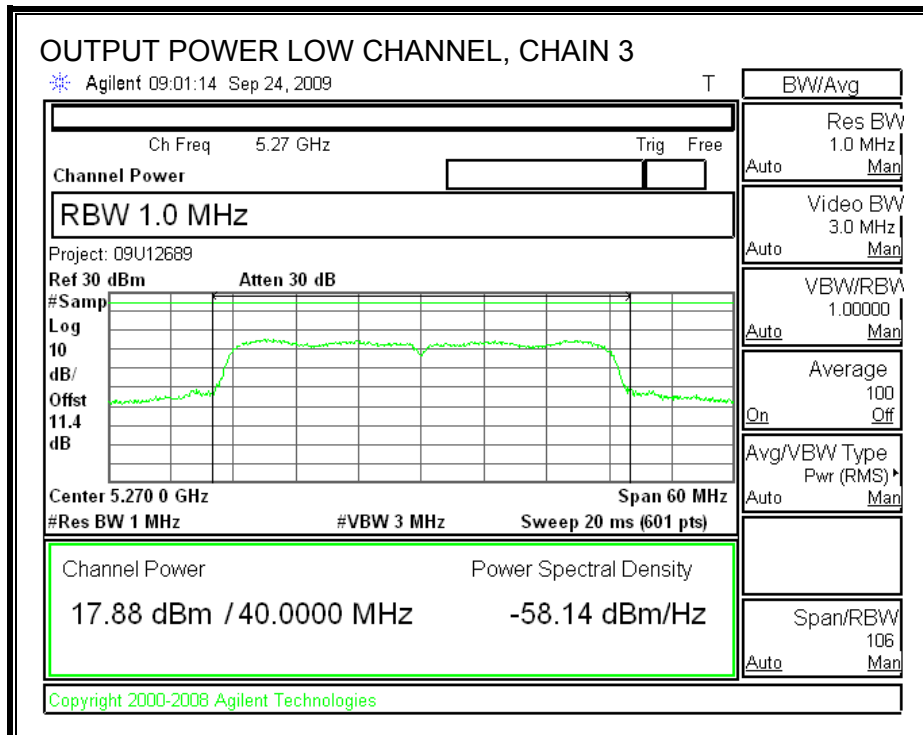 OUTPUT POWER LOW CHANNEL, CHAIN 3
Agilent 09:01:14 Sep 24, 2009 T
Ch Freq 5.27 GHz Trig Free
Channel Power
RBW 1.0 MHz
Project: 09U12689
Ref 30 dBm Atten 30 dB
#Samp
Log
10
dB/
Offst
11.4
dB
Center 5.270 0 GHz Span 60 MHz
#Res BW 1 MHz #VBW 3 MHz Sweep 20 ms (601 pts)
Channel Power Power Spectral Density
17.88 dBm / 40.0000 MHz -58.14 dBm/Hz
Copyright 2000-2008 Agilent Technologies
BW/Avg
Res BW
1.0 MHz
Auto Man
Video BW
3.0 MHz
Auto Man
VBW/RBW
1.00000
Auto Man
Average
100
On Off
Avg/VBW Type
Pwr (RMS)
Auto Man
Span/RBW
106
Auto Man